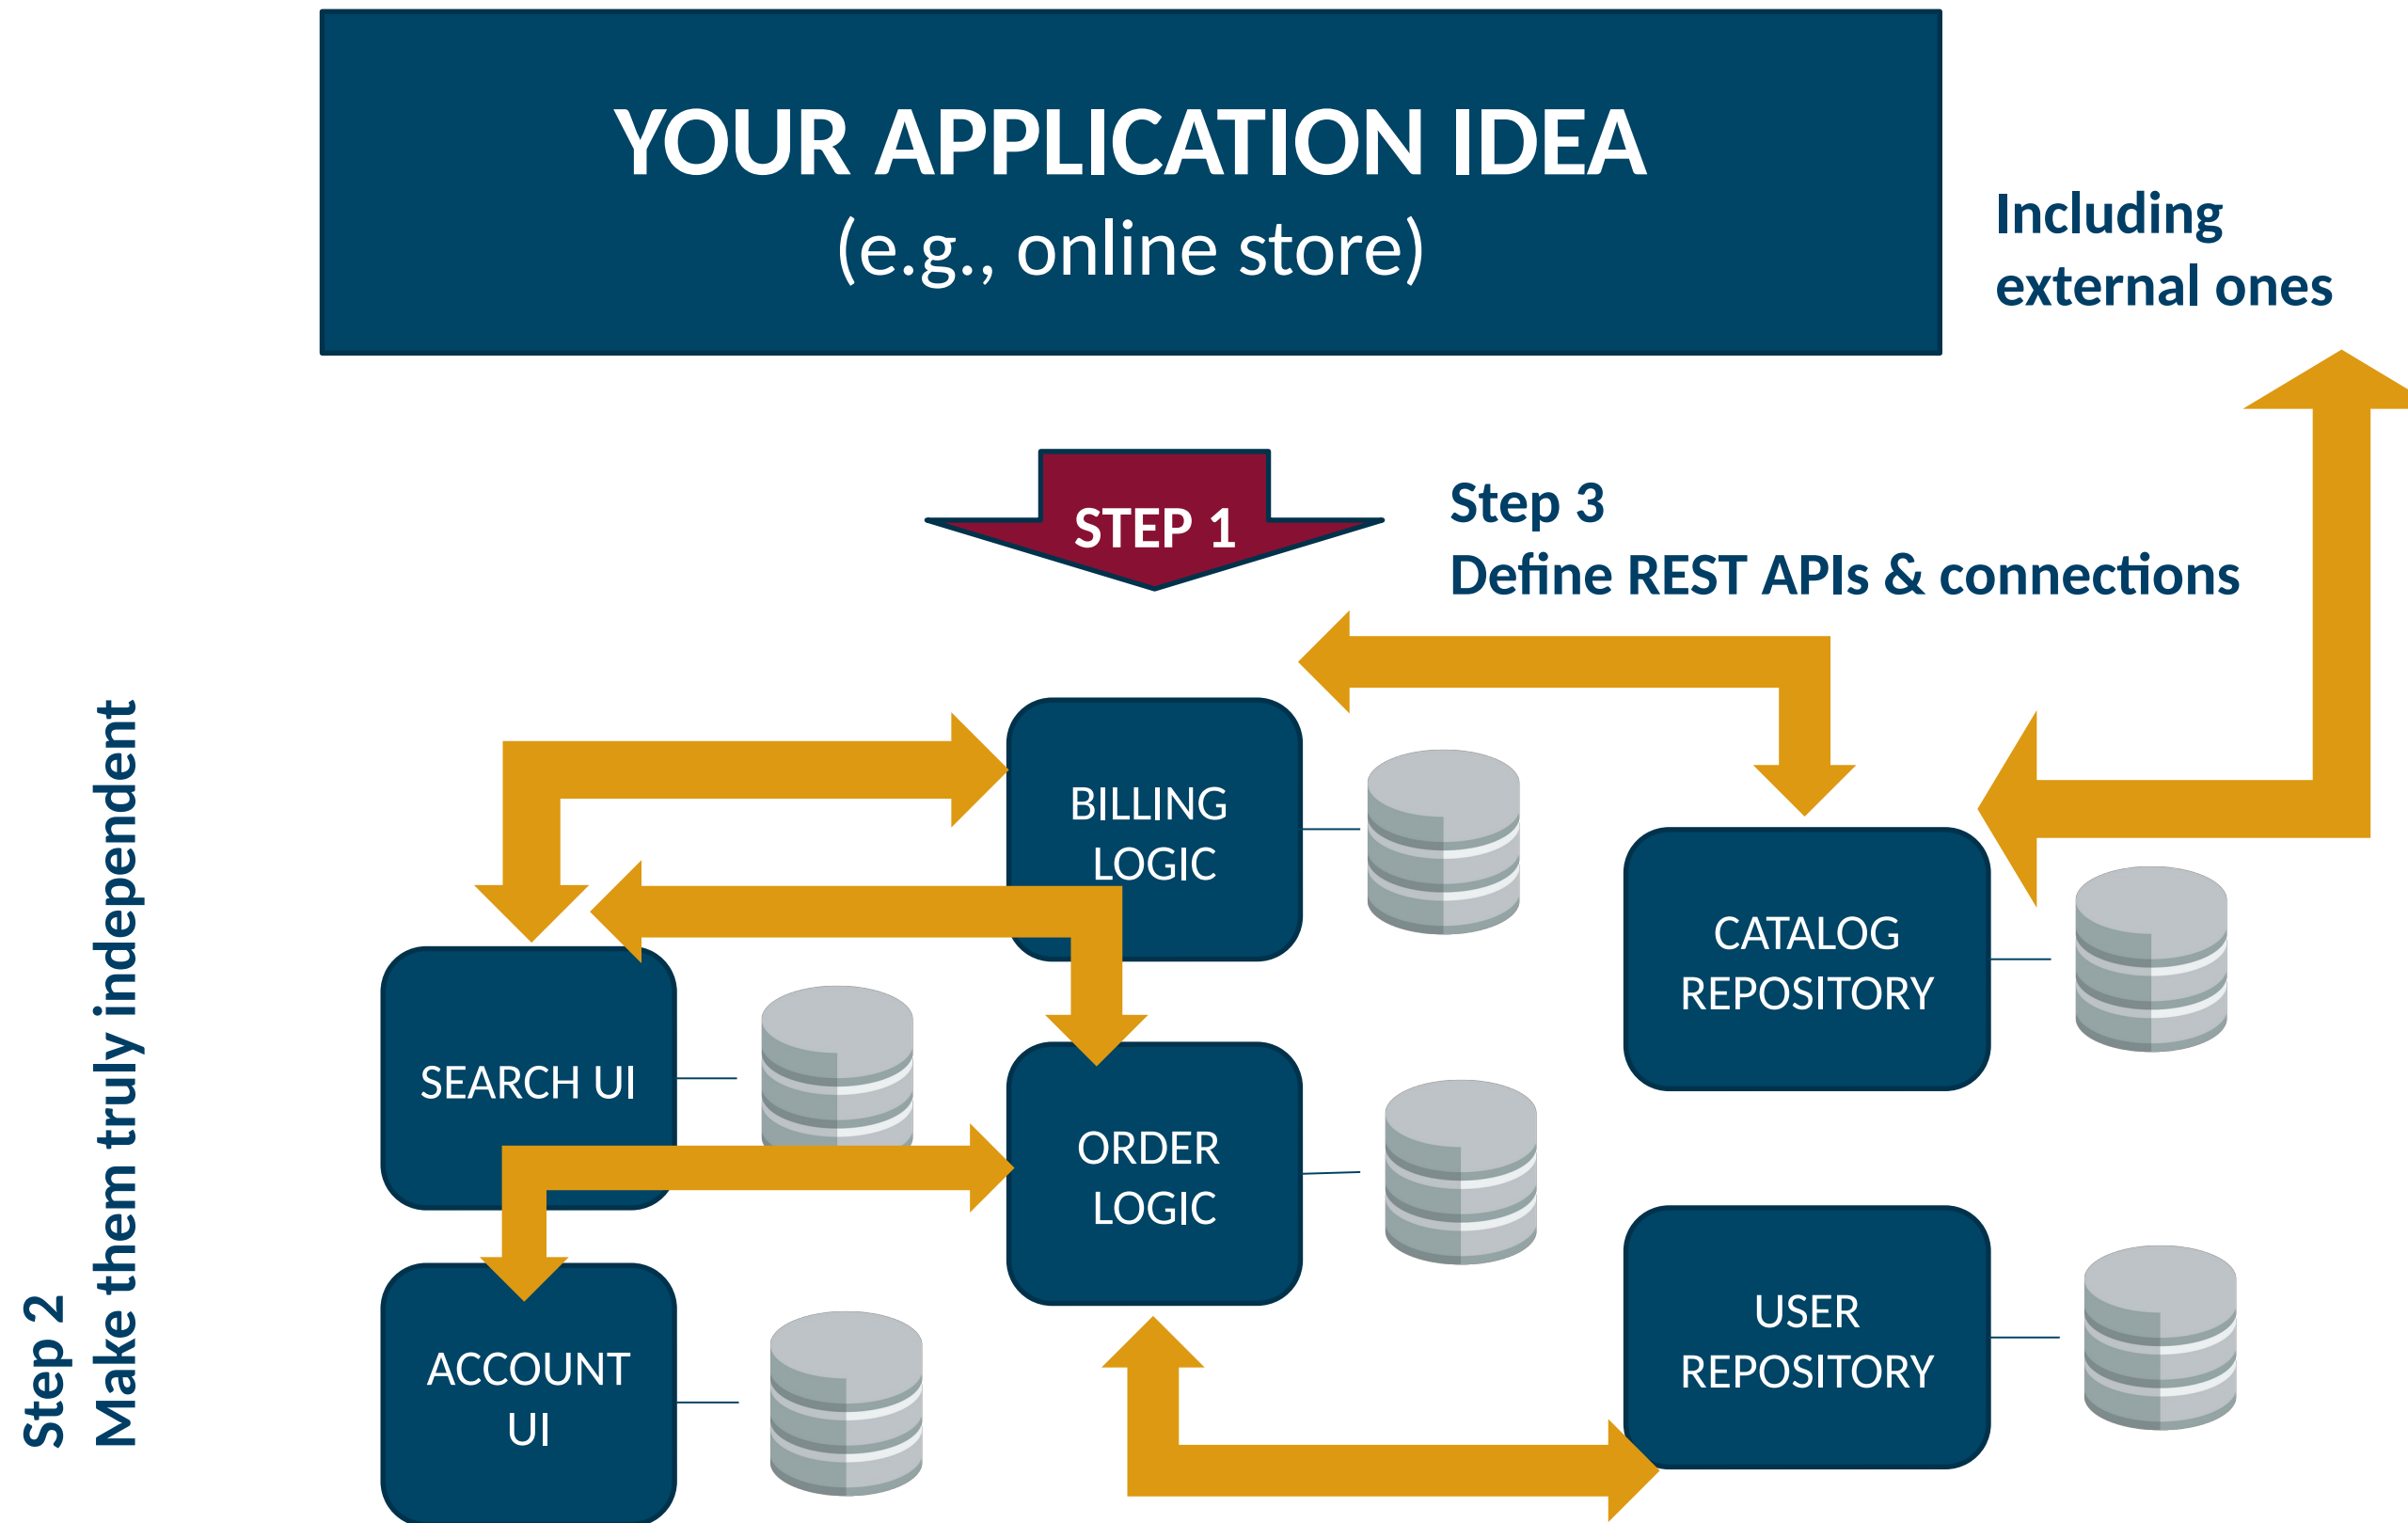 YOUR APPLICATION IDEA
(e.g., online store)
Including
external ones
STEP 1
Step 3
Define REST APIs & connections
Step 2
Make them truly independent
BILLING
LOGIC
CATALOG
REPOSITORY
SEARCH UI
ORDER
LOGIC
USER
REPOSITORY
ACCOUNT
UI